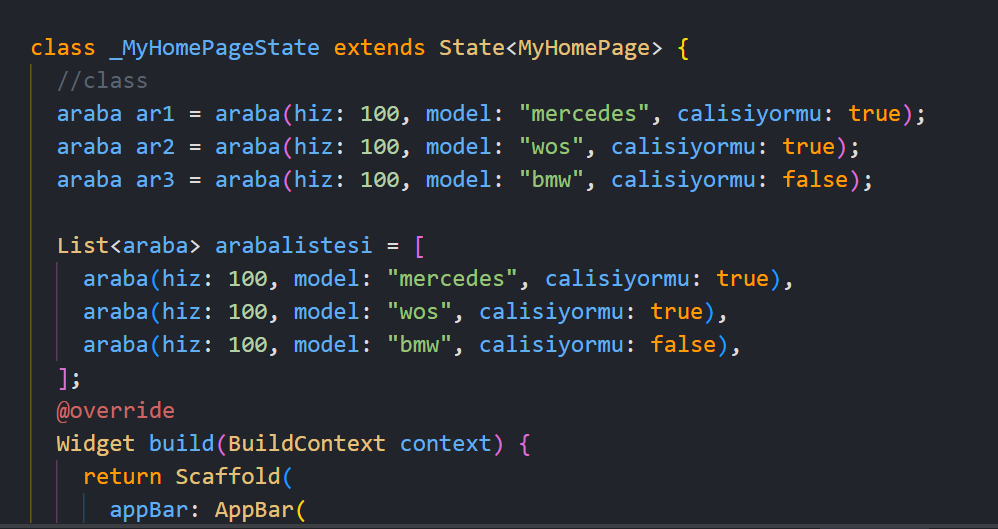 class _MyHomePageState extends State<MyHomePage> {
//class
araba ar1 = araba(hiz: 100, model: "mercedes", calisiyormu: true);
araba ar2 = araba(hiz: 100, model: "wos", calisiyormu: true);
araba ar3 = araba(hiz: 100, model: "bmw", calisiyormu: false);
List<araba> arabalistesi = [
araba(hiz: 100, model: "mercedes", calisiyormu: true),
araba(hiz: 100, model: "wos", calisiyormu: true),
araba(hiz: 100, model: "bmw", calisiyormu: false),
];
@override
Widget build(BuildContext context) {
return Scaffold(
appBar: AppBar(